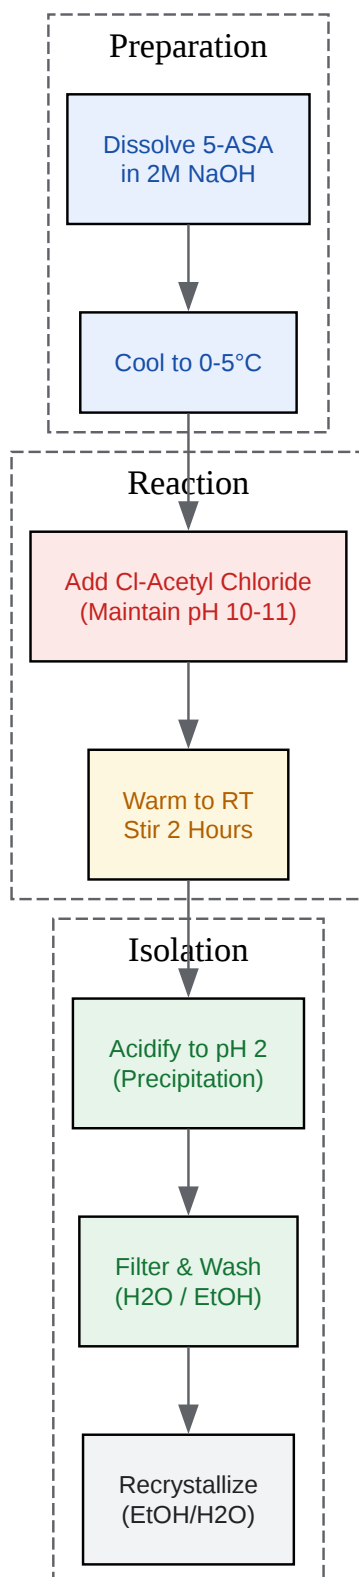 Preparation
Dissolve 5-ASA
in 2M NaOH
Cool to 0-5°C
Reaction
Add Cl-Acetyl Chloride
(Maintain pH 10-11)
Warm to RT
Stir 2 Hours
Isolation
Acidify to pH 2
(Precipitation)
Filter & Wash
(H2O / EtOH)
Recrystallize
(EtOH/H2O)